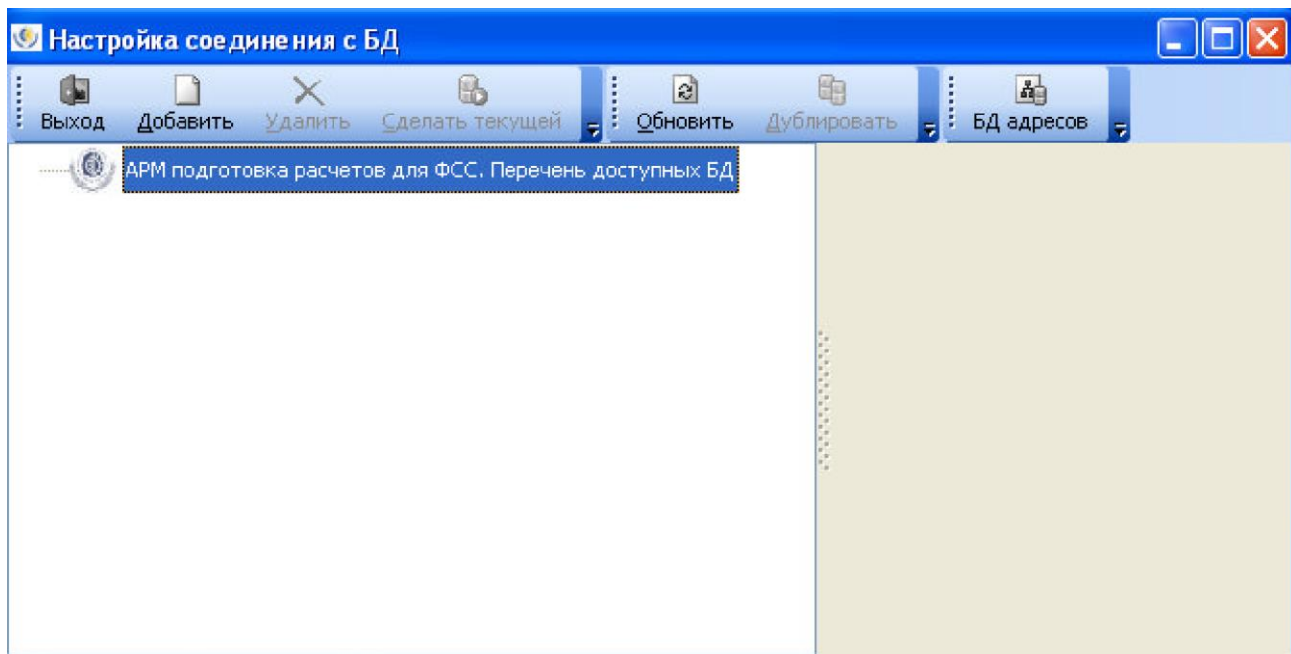 Настройка соединения с БД
Выход Добавить Удалить Сделать текущей Обновить Дублировать БД адресов
АРМ подготовка расчетов для ФСС. Перечень доступных БД